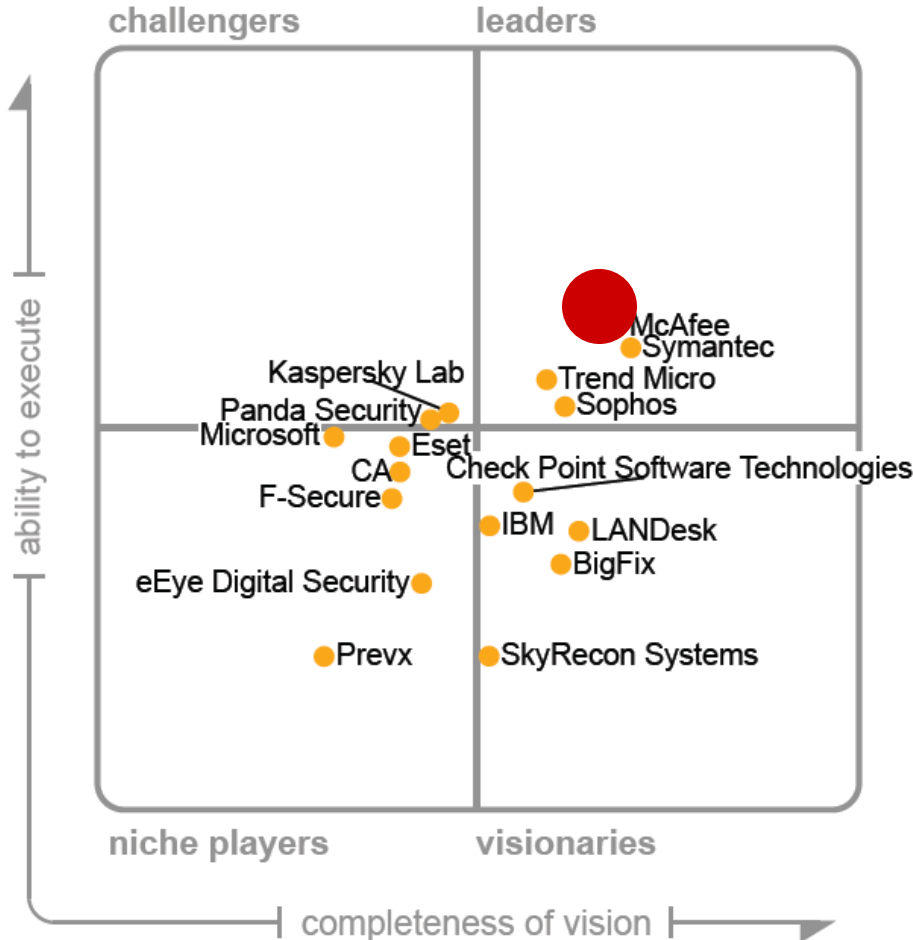 challengers
leaders
ability to execute
McAfee
Symantec
Kaspersky Lab
Trend Micro
Panda Security
Sophos
Microsoft
Eset
CA
Check Point Software Technologies
F-Secure
IBM
LANDesk
BigFix
eEye Digital Security
Prevx
SkyRecon Systems
niche players
visionaries
completeness of vision